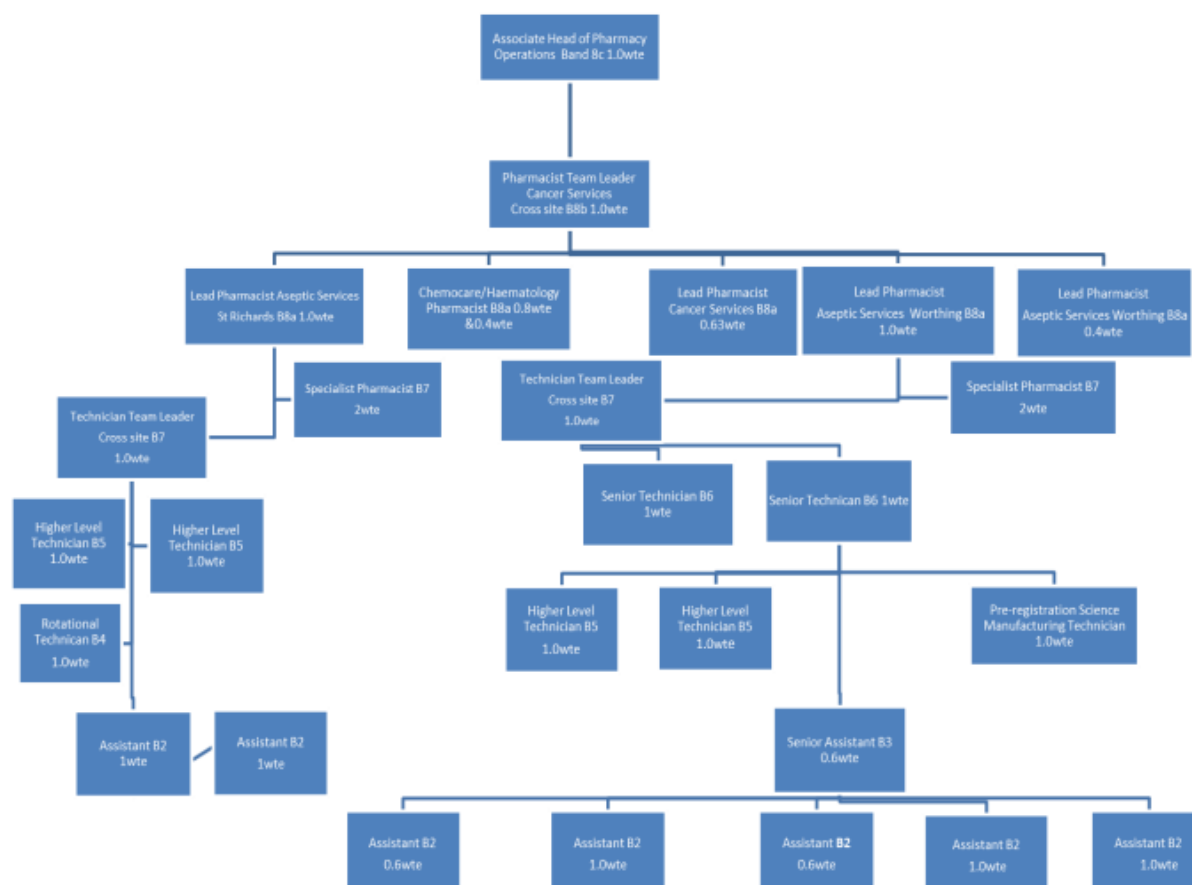 Associate Head of Pharmacy
Operations Band 8c 1.0wte
Pharmacist Team Leader
Cancer Services
Cross site B8b 1.0wte
Lead Pharmacist Aseptic Services
St Richards B8a 1.0wte
Chemocare/Haematology
Pharmacist B8a 0.8wte
&0.4wte
Lead Pharmacist
Cancer Services B8a
0.63wte
Lead Pharmacist
Aseptic Services Worthing B8a
1.0wte
Lead Pharmacist
Aseptic Services Worthing B8a
0.4wte
Specialist Pharmacist B7
2wte
Technician Team Leader
Cross site B7
1.0wte
Specialist Pharmacist B7
2wte
Technician Team Leader
Cross site B7
1.0wte
Senior Technician B6
1wte
Senior Technican B6 1wte
Higher Level
Technician B5
1.0wte
Higher Level
Technician B5
1.0wte
Higher Level
Technician B5
1.0wte
Higher Level
Technician B5
1.0wte
Pre-registration Science
Manufacturing Technician
1.0wte
Rotational
Technican B4
1.0wte
Assistant B2
1wte
Assistant B2
1wte
Senior Assistant B3
0.6wte
Assistant B2
0.6wte
Assistant B2
1.0wte
Assistant B2
0.6wte
Assistant B2
1.0wte
Assistant B2
1.0wte